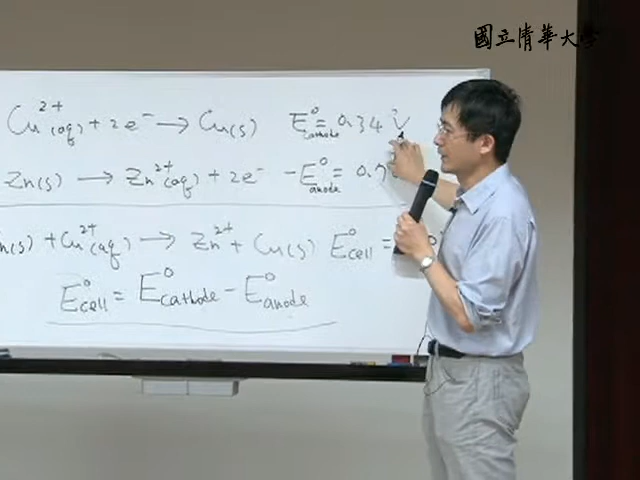 國立清華大學
Cu²⁺(aq) + 2e⁻ → Cu(s) E°cathode = 0.34 V
Zn(s) → Zn²⁺(aq) + 2e⁻ -E°anode = 0.7
n(s) + Cu²⁺(aq) → Zn²⁺ + Cu(s) E°cell =
E°cell = E°cathode - E°anode